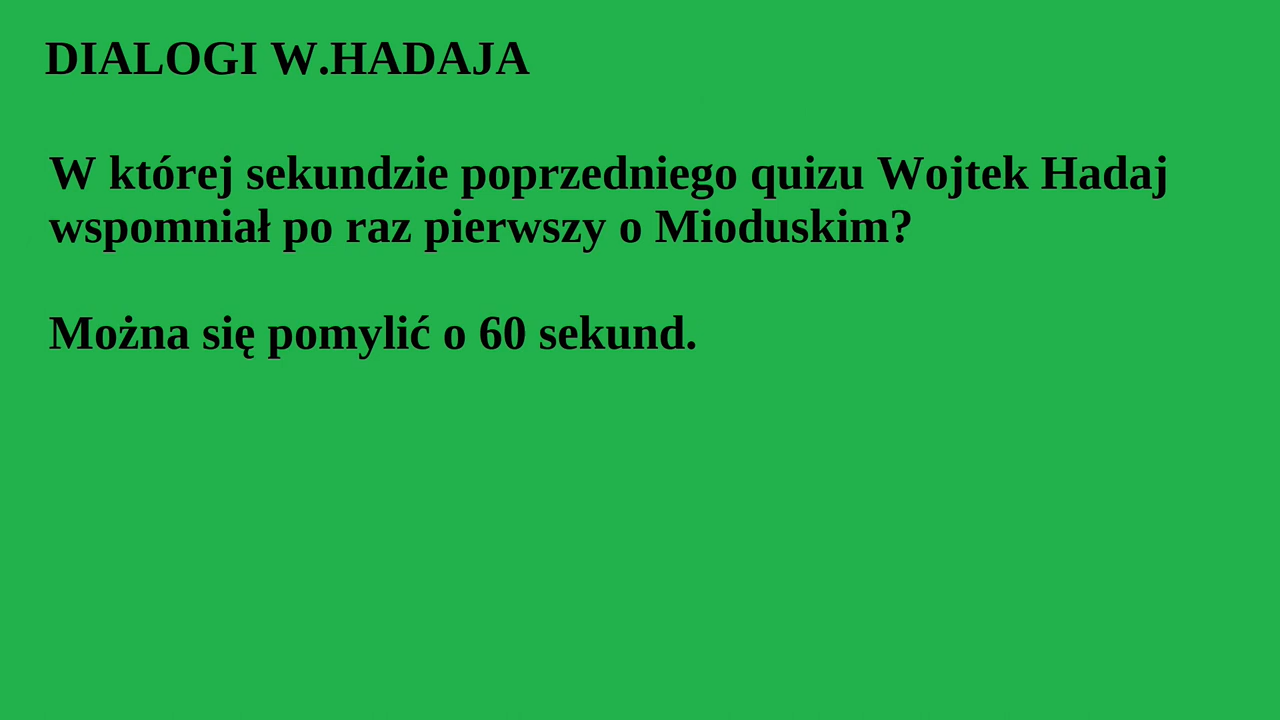 DIALOGI W.HADAJA
W której sekundzie poprzedniego quizu Wojtek Hadaj
wspomniał po raz pierwszy o Mioduskim?
Można się pomylić o 60 sekund.